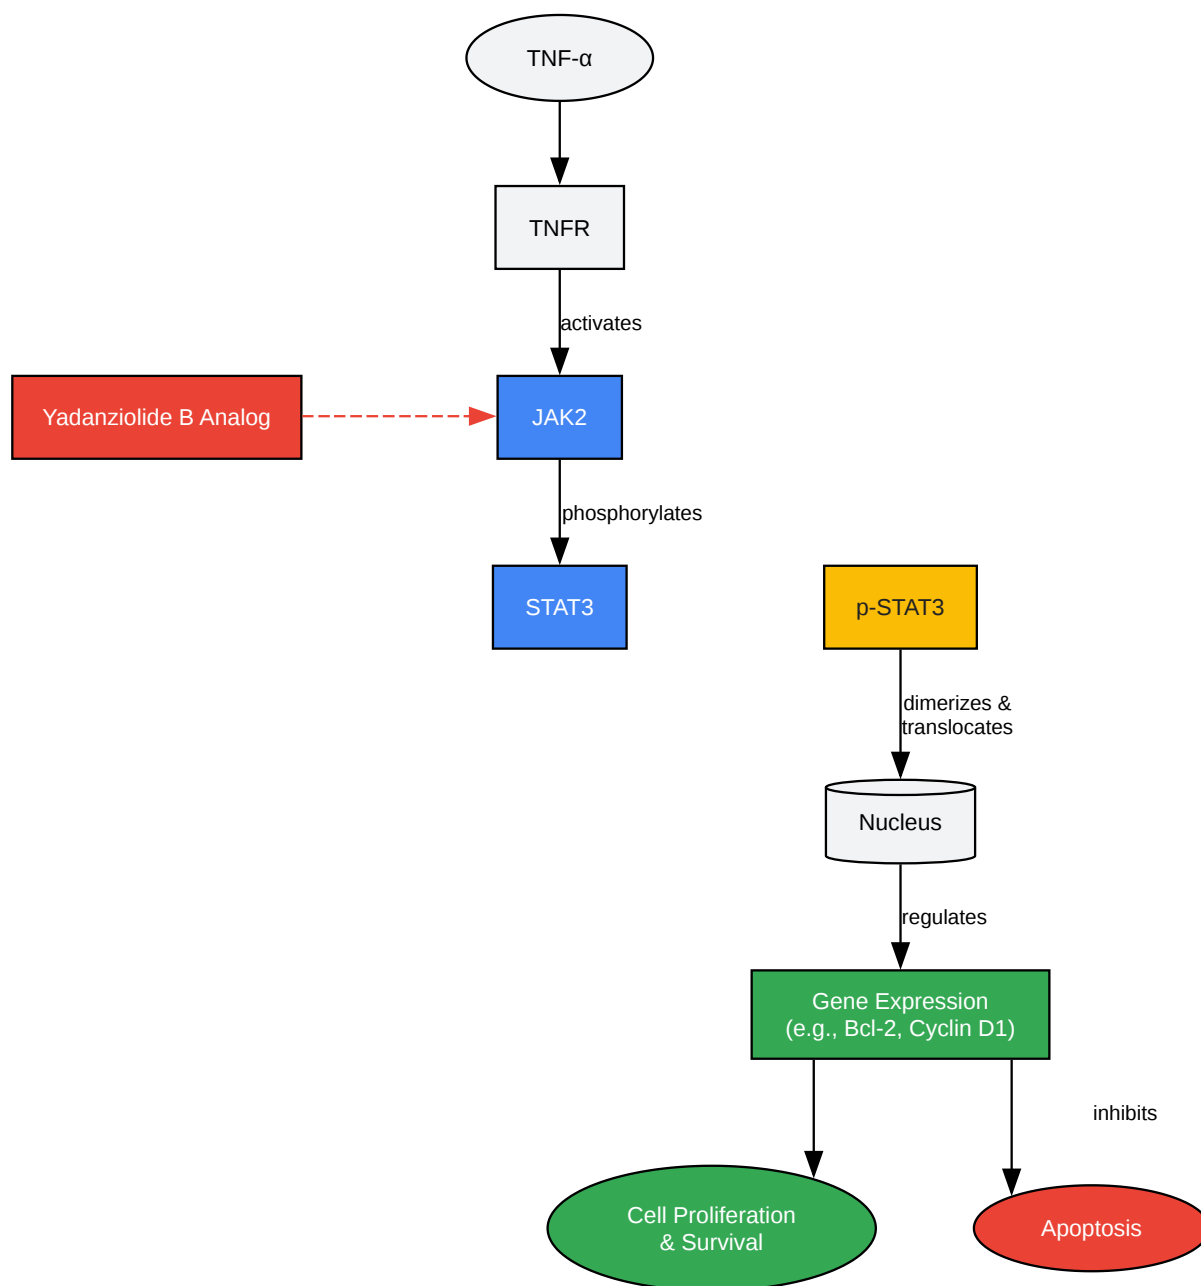 TNF-α
TNFR
activates
Yadanziolide B Analog
JAK2
phosphorylates
STAT3
p-STAT3
dimerizes &
translocates
Nucleus
regulates
Gene Expression
(e.g., Bcl-2, Cyclin D1)
inhibits
Cell Proliferation
& Survival
Apoptosis